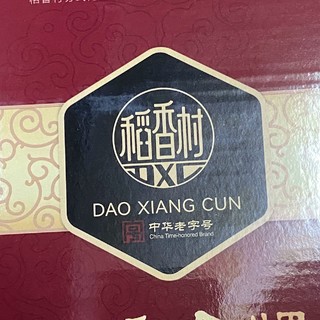 稻香村
DXC
DAO XIANG CUN
中华老字号
China Time-honored Brand